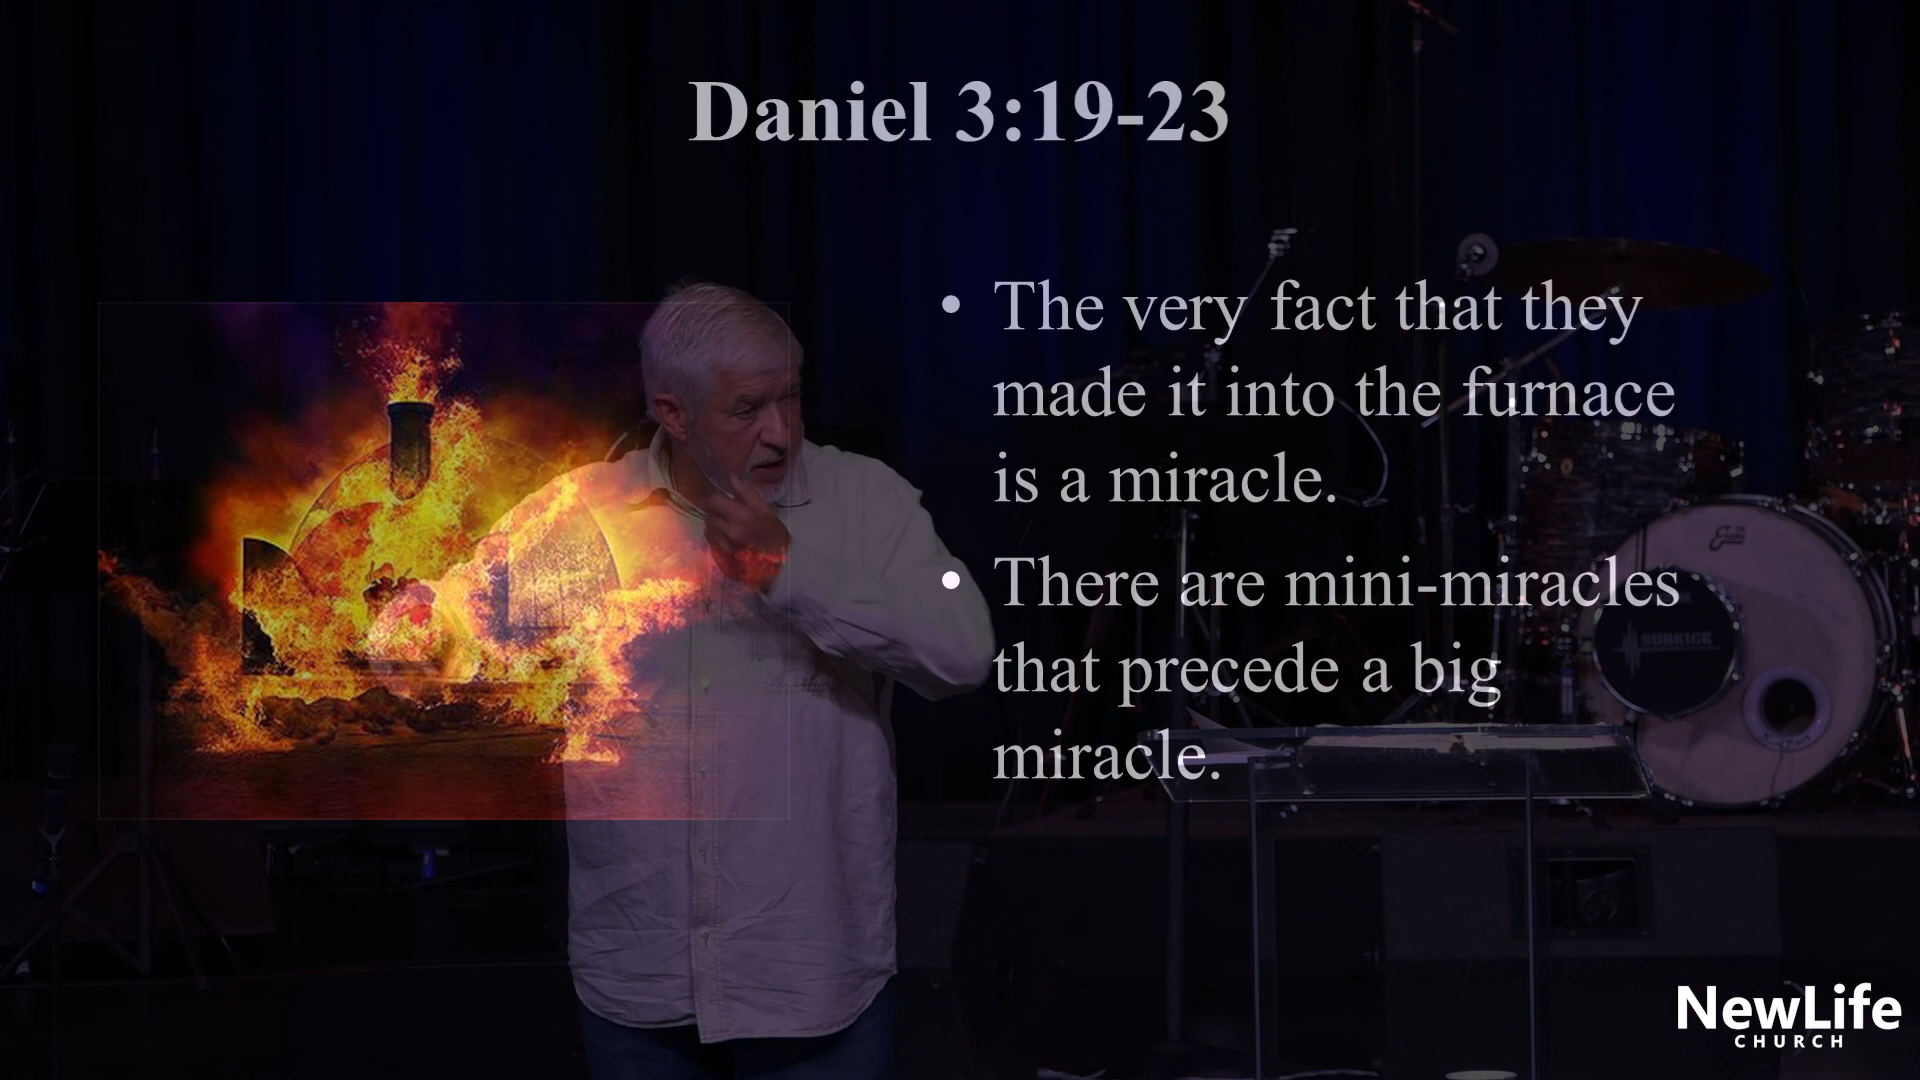 Daniel 3:19-23
• The very fact that they
made it into the furnace
is a miracle.
• There are mini-miracles
that precede a big
miracle.
SURKICK
NewLife
CHURCH